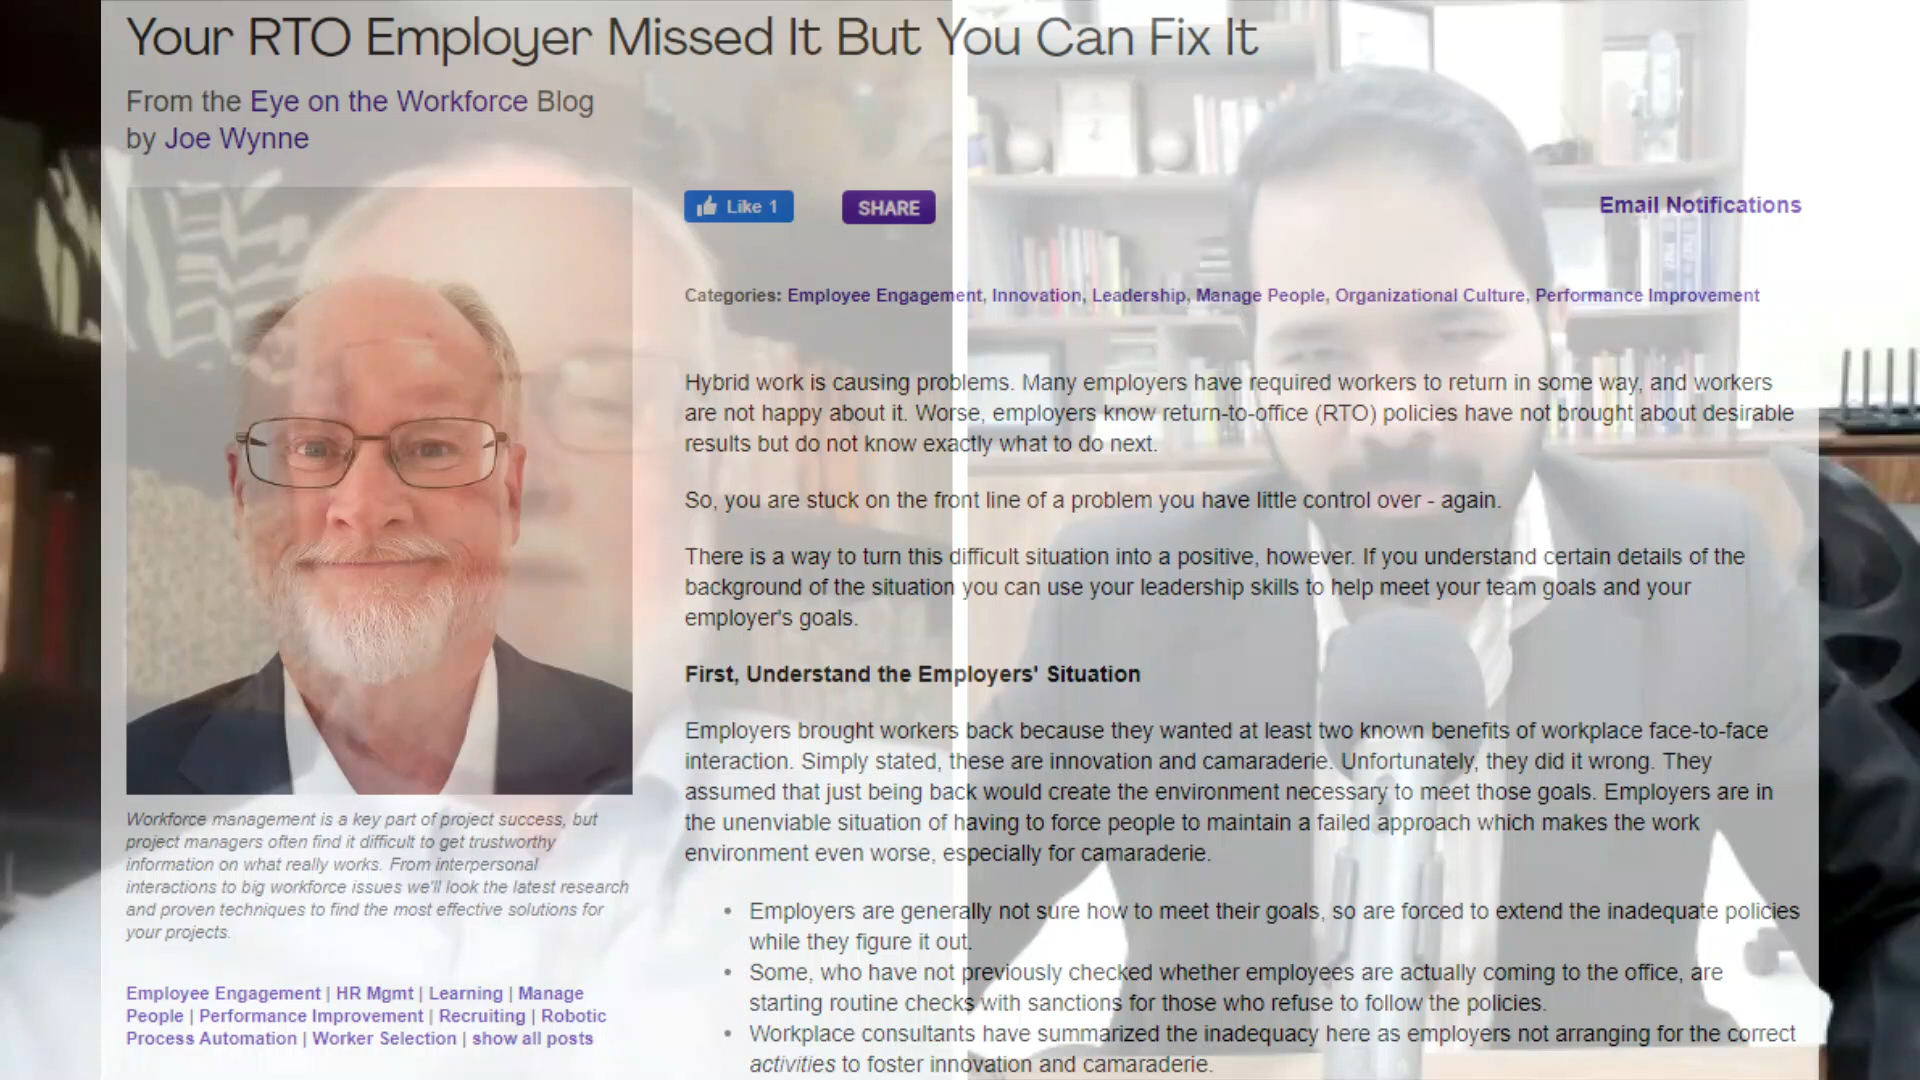 Your RTO Employer Missed It But You Can Fix It
From the Eye on the Workforce Blog
by Joe Wynne
Like 1
SHARE
Email Notifications
Categories: Employee Engagement, Innovation, Leadership, Manage People, Organizational Culture, Performance Improvement
Hybrid work is causing problems. Many employers have required workers to return in some way, and workers
are not happy about it. Worse, employers know return-to-office (RTO) policies have not brought about desirable
results but do not know exactly what to do next.
So, you are stuck on the front line of a problem you have little control over - again.
There is a way to turn this difficult situation into a positive, however. If you understand certain details of the
background of the situation you can use your leadership skills to help meet your team goals and your
employer's goals.
First, Understand the Employers' Situation
Employers brought workers back because they wanted at least two known benefits of workplace face-to-face
interaction. Simply stated, these are innovation and camaraderie. Unfortunately, they did it wrong. They
assumed that just being back would create the environment necessary to meet those goals. Employers are in
the unenviable situation of having to force people to maintain a failed approach which makes the work
environment even worse, especially for camaraderie.
• Employers are generally not sure how to meet their goals, so are forced to extend the inadequate policies
while they figure it out.
• Some, who have not previously checked whether employees are actually coming to the office, are
starting routine checks with sanctions for those who refuse to follow the policies.
• Workplace consultants have summarized the inadequacy here as employers not arranging for the correct
activities to foster innovation and camaraderie.
Workforce management is a key part of project success, but
project managers often find it difficult to get trustworthy
information on what really works. From interpersonal
interactions to big workforce issues we'll look the latest research
and proven techniques to find the most effective solutions for
your projects.
Employee Engagement | HR Mgmt | Learning | Manage
People | Performance Improvement | Recruiting | Robotic
Process Automation | Worker Selection | show all posts